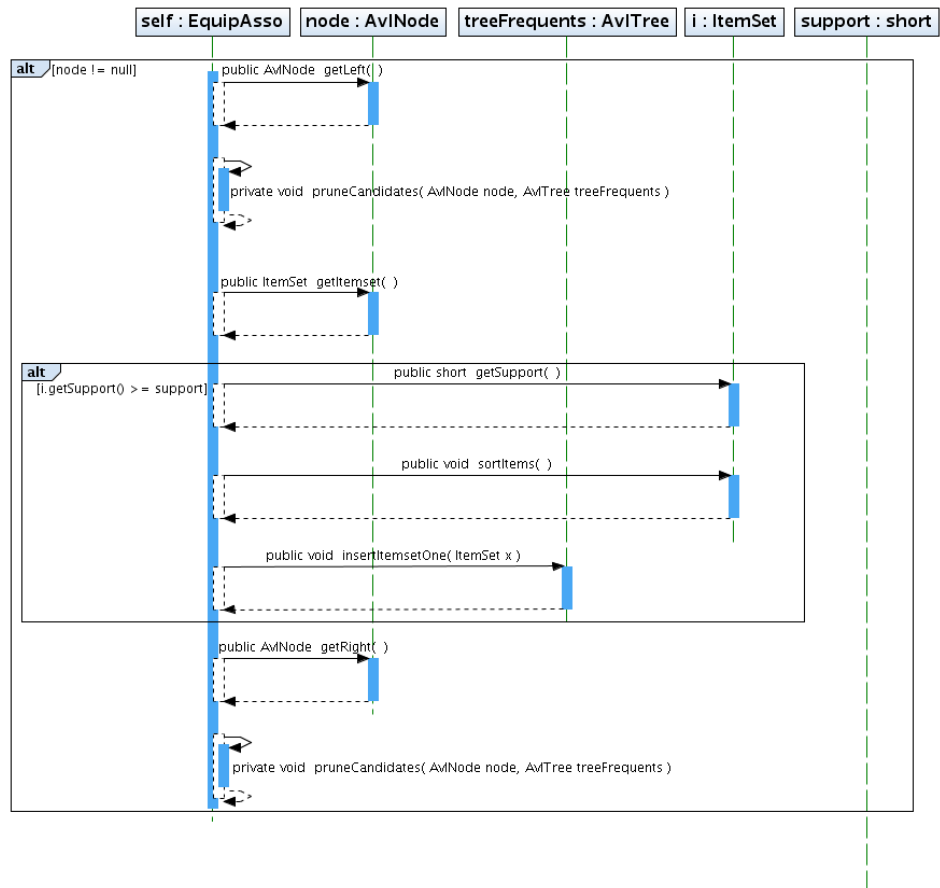 self : EquipAsso
node : AvlNode
treeFrequents : AvlTree
i : ItemSet
support : short
alt [node != null]
public AvlNode getLeft( )
private void pruneCandidates( AvlNode node, AvlTree treeFrequents )
public ItemSet getItemset( )
alt
public short getSupport( )
[i.getSupport() >= support]
public void sortItems( )
public void insertItemsetOne( ItemSet x )
public AvlNode getRight( )
private void pruneCandidates( AvlNode node, AvlTree treeFrequents )